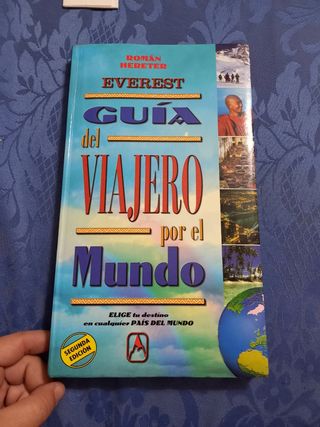 ROMÁN
HERETER
EVEREST
GUÍA
del
VIAJERO
por el
Mundo
ELIGE tu destino
en cualquier PAÍS DEL MUNDO
SEGUNDA
EDICIÓN